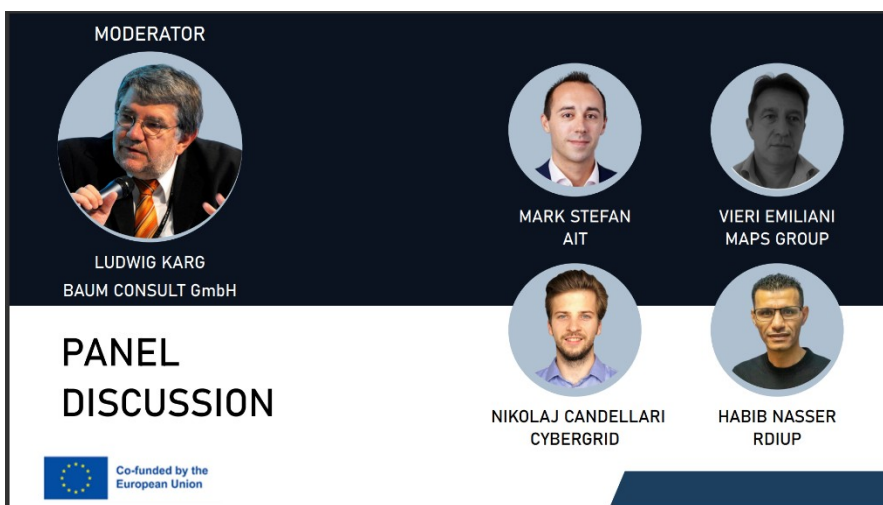 MODERATOR
LUDWIG KARG
BAUM CONSULT GmbH
MARK STEFAN
AIT
VIERI EMILIANI
MAPS GROUP
NIKOLAJ CANDELLARI
CYBERGRID
HABIB NASSER
RDIUP
PANEL
DISCUSSION
Co-funded by the
European Union